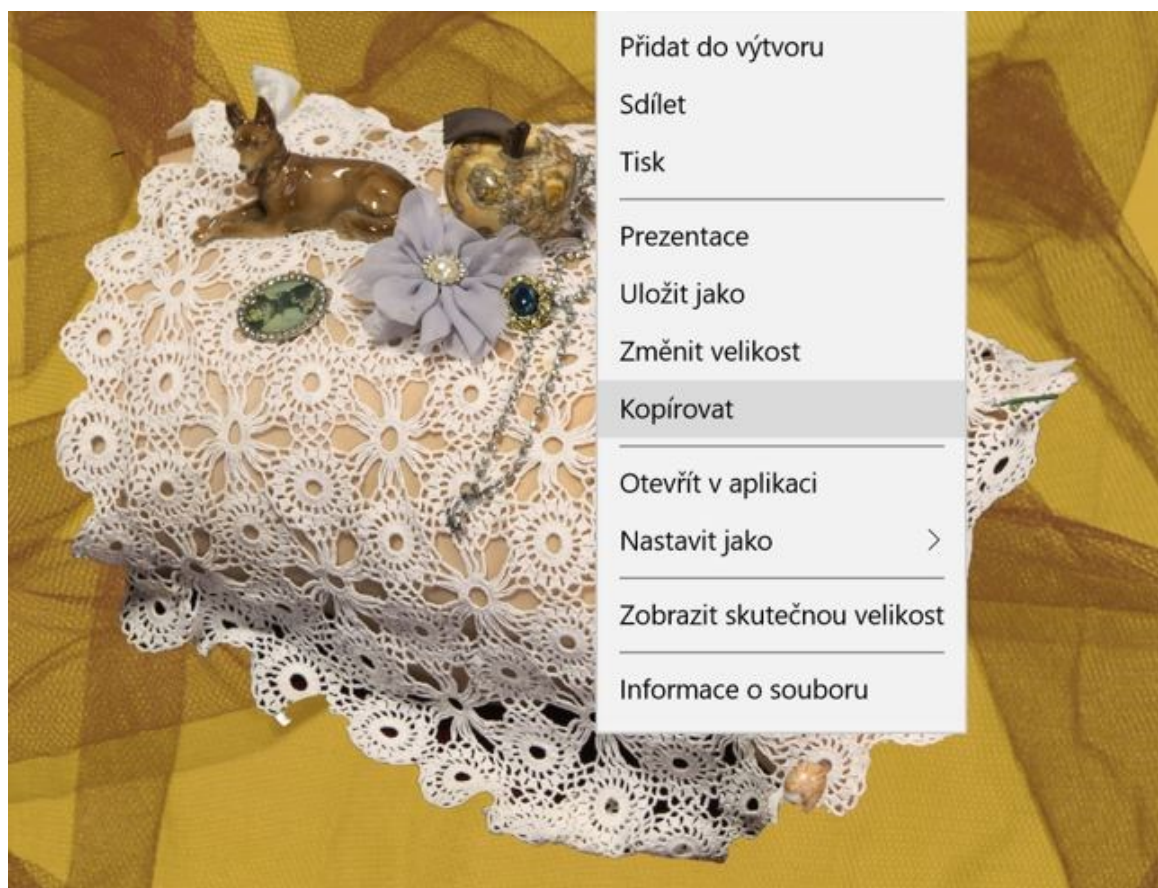 Přidat do výtvoru
Sdílet
Tisk
Prezentace
Uložit jako
Změnit velikost
Kopírovat
Otevřít v aplikaci
Nastavit jako
Zobrazit skutečnou velikost
Informace o souboru